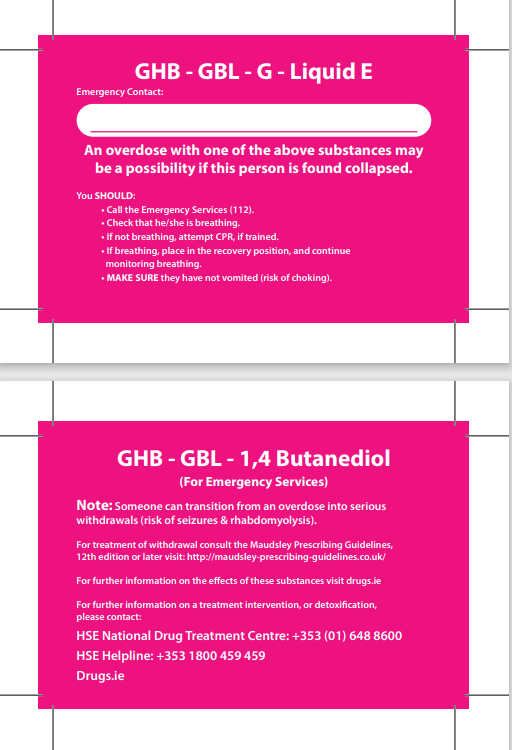 GHB - GBL - G - Liquid E
Emergency Contact:
An overdose with one of the above substances may
be a possibility if this person is found collapsed.
You SHOULD:
• Call the Emergency Services (112).
• Check that he/she is breathing.
• If not breathing, attempt CPR, if trained.
• If breathing, place in the recovery position, and continue
monitoring breathing.
• MAKE SURE they have not vomited (risk of choking).
GHB - GBL - 1,4 Butanediol
(For Emergency Services)
Note: Someone can transition from an overdose into serious
withdrawals (risk of seizures & rhabdomyolysis).
For treatment of withdrawal consult the Maudsley Prescribing Guidelines,
12th edition or later visit: http://maudsley-prescribing-guidelines.co.uk/
For further information on the effects of these substances visit drugs.ie
For further information on a treatment intervention, or detoxification,
please contact:
HSE National Drug Treatment Centre: +353 (01) 648 8600
HSE Helpline: +353 1800 459 459
Drugs.ie